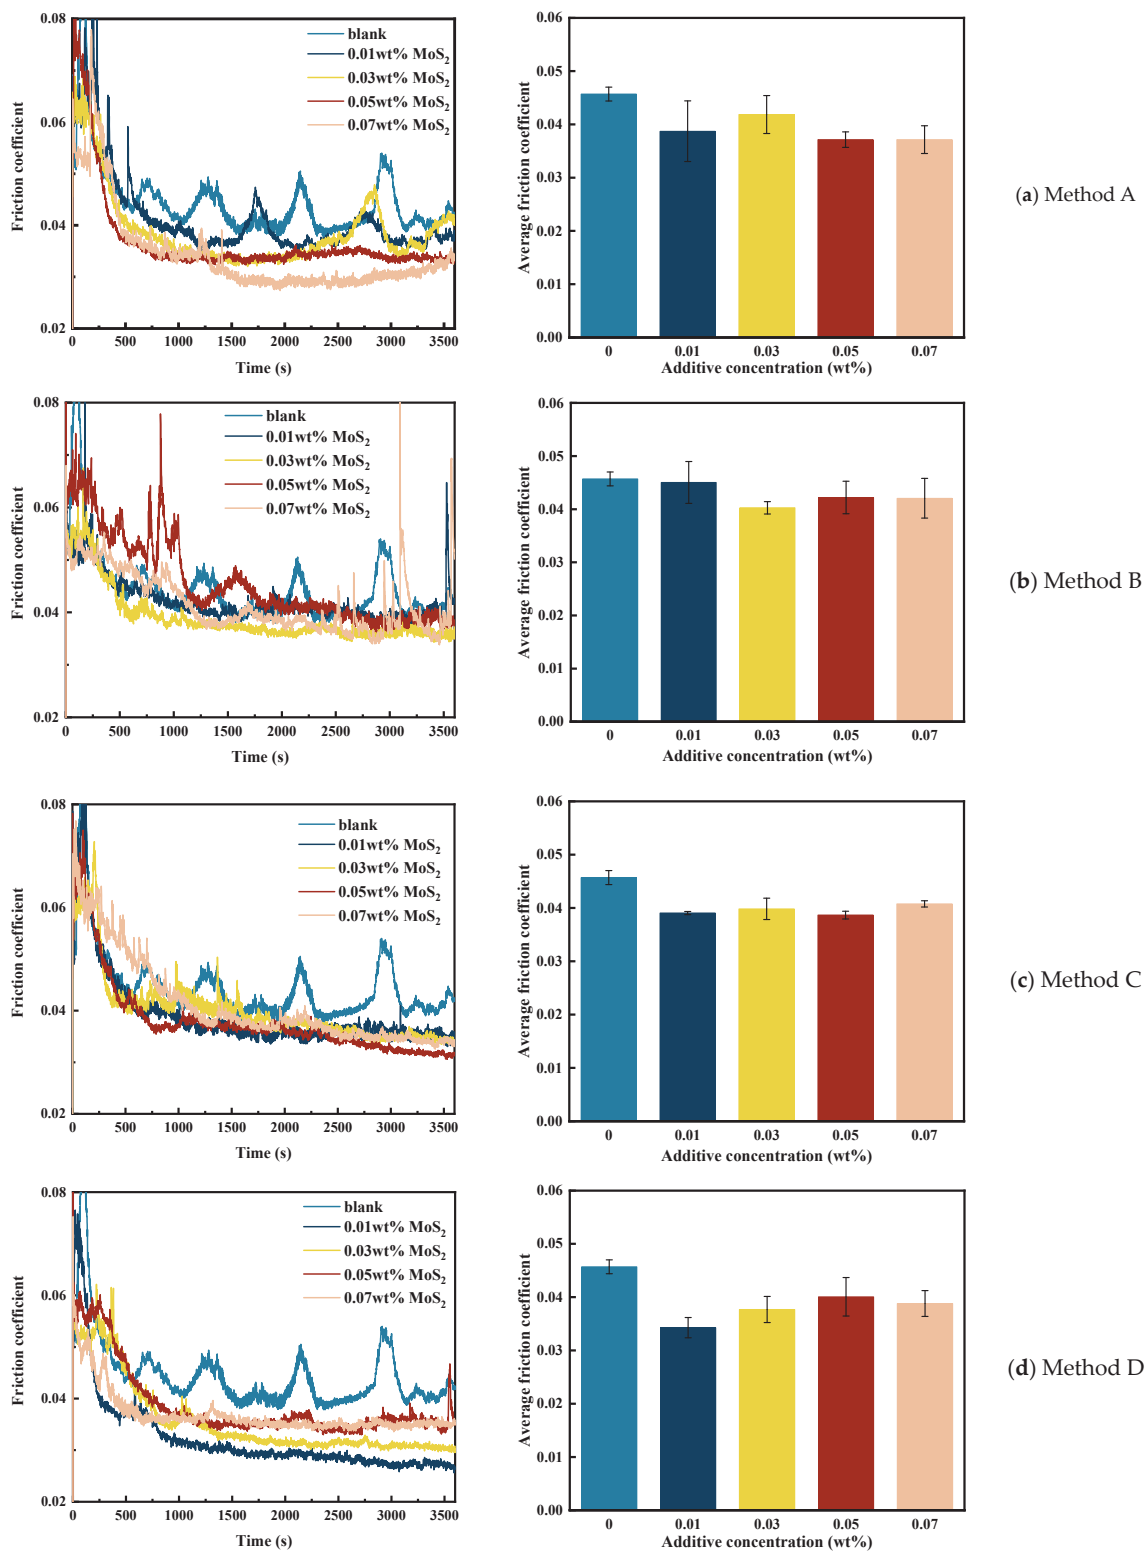 0.08
0.06
0.04
0.02
Friction coefficient
blank
0.01wt% MoS₂
0.03wt% MoS₂
0.05wt% MoS₂
0.07wt% MoS₂
0 500 1000 1500 2000 2500 3000 3500
Time (s)
0.06
0.05
0.04
0.03
0.02
0.01
0.00
Average friction coefficient
0 0.01 0.03 0.05 0.07
Additive concentration (wt%)
(a) Method A
0.08
0.06
0.04
0.02
Friction coefficient
blank
0.01wt% MoS₂
0.03wt% MoS₂
0.05wt% MoS₂
0.07wt% MoS₂
0 500 1000 1500 2000 2500 3000 3500
Time (s)
0.06
0.05
0.04
0.03
0.02
0.01
0.00
Average friction coefficient
0 0.01 0.03 0.05 0.07
Additive concentration (wt%)
(b) Method B
0.08
0.06
0.04
0.02
Friction coefficient
blank
0.01wt% MoS₂
0.03wt% MoS₂
0.05wt% MoS₂
0.07wt% MoS₂
0 500 1000 1500 2000 2500 3000 3500
Time (s)
0.06
0.05
0.04
0.03
0.02
0.01
0.00
Average friction coefficient
0 0.01 0.03 0.05 0.07
Additive concentration (wt%)
(c) Method C
0.08
0.06
0.04
0.02
Friction coefficient
blank
0.01wt% MoS₂
0.03wt% MoS₂
0.05wt% MoS₂
0.07wt% MoS₂
0 500 1000 1500 2000 2500 3000 3500
Time (s)
0.06
0.05
0.04
0.03
0.02
0.01
0.00
Average friction coefficient
0 0.01 0.03 0.05 0.07
Additive concentration (wt%)
(d) Method D